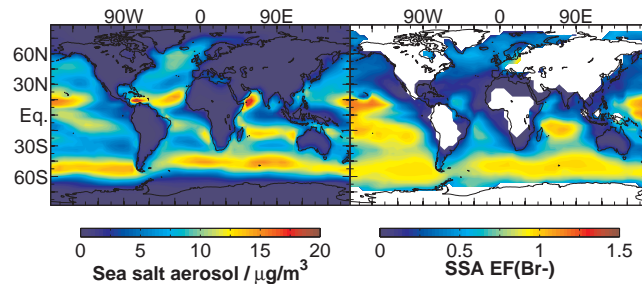 90W 0 90E 90W 0 90E
60N
30N
Eq.
30S
60S
0 5 10 15 20 0 0.5 1 1.5
Sea salt aerosol / μg/m³ SSA EF(Br-)